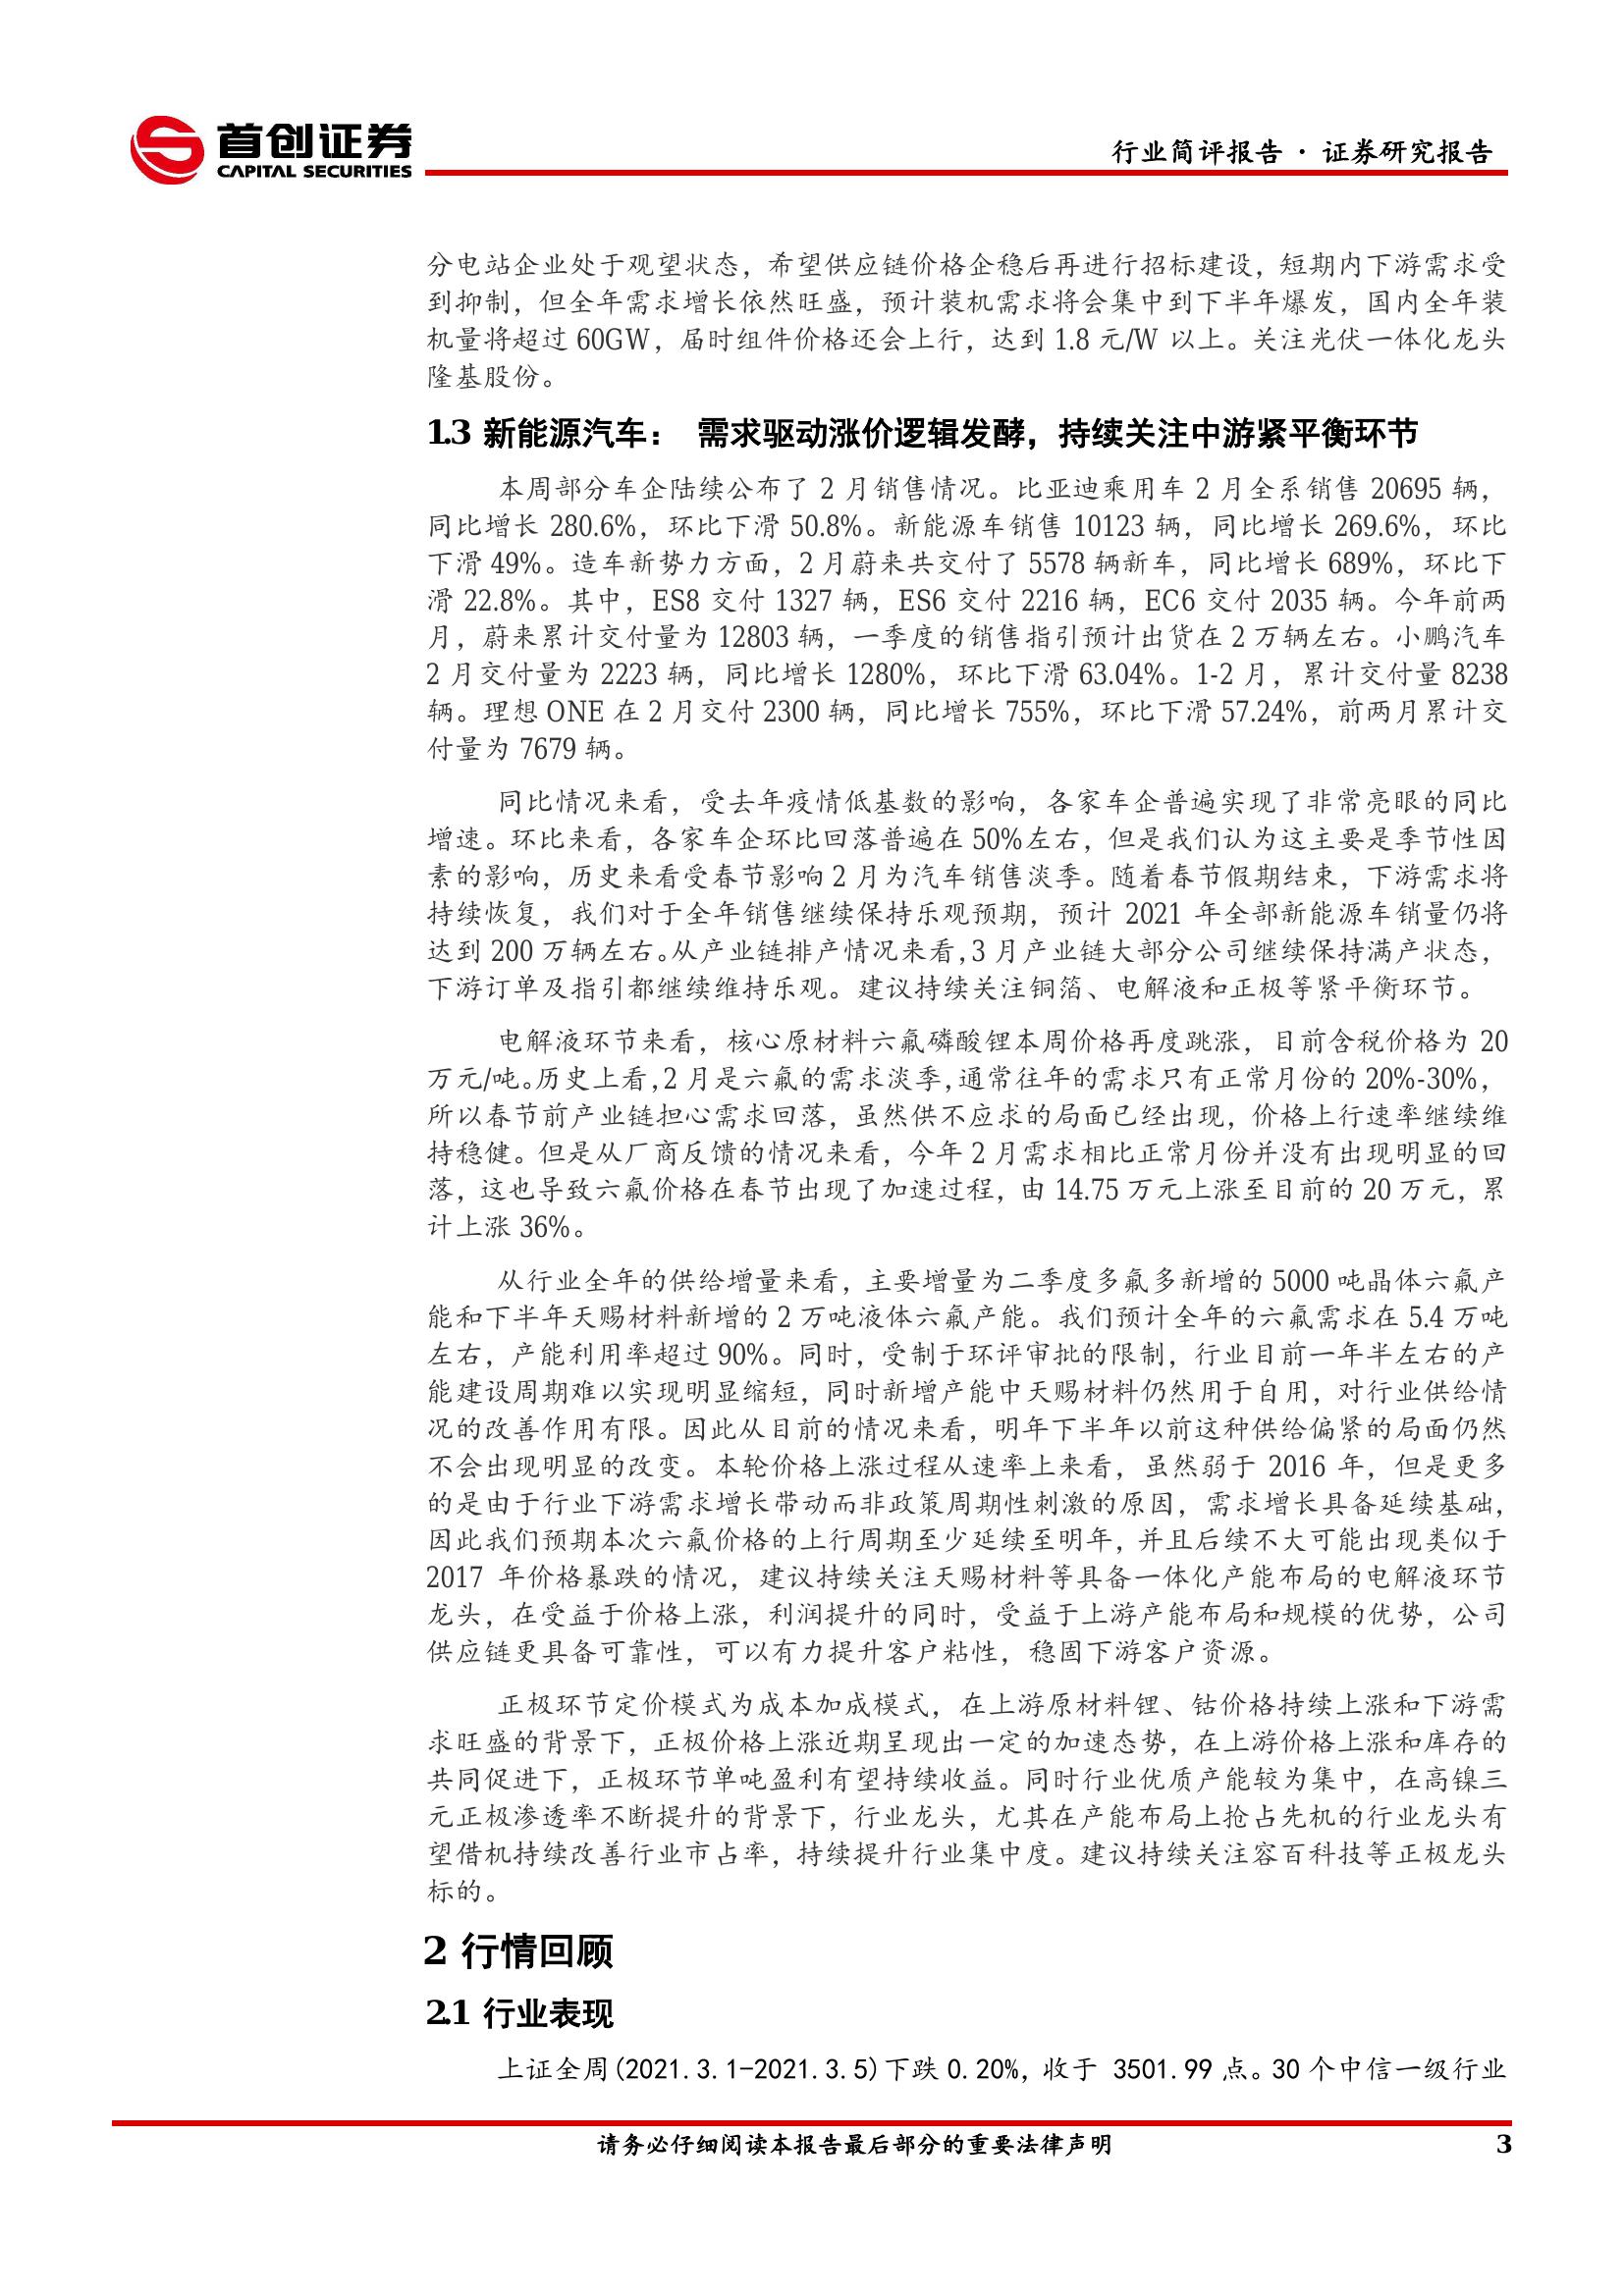 首创证券
CAPITAL SECURITIES
行业简评报告·证券研究报告
分电站企业处于观望状态，希望供应链价格企稳后再进行招标建设，短期内下游需求受
到抑制，但全年需求增长依然旺盛，预计装机需求将会集中到下半年爆发，国内全年装
机量将超过 60GW，届时组件价格还会上行，达到 1.8 元/W 以上。关注光伏一体化龙头
隆基股份。
1.3 新能源汽车： 需求驱动涨价逻辑发酵，持续关注中游紧平衡环节
本周部分车企陆续公布了 2 月销售情况。比亚迪乘用车 2 月全系销售 20695 辆，
同比增长 280.6%，环比下滑 50.8%。新能源车销售 10123 辆，同比增长 269.6%，环比
下滑 49%。造车新势力方面，2 月蔚来共交付了 5578 辆新车，同比增长 689%，环比下
滑 22.8%。其中，ES8 交付 1327 辆，ES6 交付 2216 辆，EC6 交付 2035 辆。今年前两
月，蔚来累计交付量为 12803 辆，一季度的销售指引预计出货在 2 万辆左右。小鹏汽车
2 月交付量为 2223 辆，同比增长 1280%，环比下滑 63.04%。1-2 月，累计交付量 8238
辆。理想 ONE 在 2 月交付 2300 辆，同比增长 755%，环比下滑 57.24%，前两月累计交
付量为 7679 辆。
同比情况来看，受去年疫情低基数的影响，各家车企普遍实现了非常亮眼的同比
增速。环比来看，各家车企环比回落普遍在 50%左右，但是我们认为这主要是季节性因
素的影响，历史来看受春节影响 2 月为汽车销售淡季。随着春节假期结束，下游需求将
持续恢复，我们对于全年销售继续保持乐观预期，预计 2021 年全部新能源车销量仍将
达到 200 万辆左右。从产业链排产情况来看，3 月产业链大部分公司继续保持满产状态，
下游订单及指引都继续维持乐观。建议持续关注铜箔、电解液和正极等紧平衡环节。
电解液环节来看，核心原材料六氟磷酸锂本周价格再度跳涨，目前含税价格为 20
万元/吨。历史上看，2 月是六氟的需求淡季，通常往年的需求只有正常月份的 20%-30%，
所以春节前产业链担心需求回落，虽然供不应求的局面已经出现，价格上行速率继续维
持稳健。但是从厂商反馈的情况来看，今年 2 月需求相比正常月份并没有出现明显的回
落，这也导致六氟价格在春节出现了加速过程，由 14.75 万元上涨至目前的 20 万元，累
计上涨 36%。
从行业全年的供给增量来看，主要增量为二季度多氟多新增的 5000 吨晶体六氟产
能和下半年天赐材料新增的 2 万吨液体六氟产能。我们预计全年的六氟需求在 5.4 万吨
左右，产能利用率超过 90%。同时，受制于环评审批的限制，行业目前一年半左右的产
能建设周期难以实现明显缩短，同时新增产能中天赐材料仍然用于自用，对行业供给情
况的改善作用有限。因此从目前的情况来看，明年下半年以前这种供给偏紧的局面仍然
不会出现明显的改变。本轮价格上涨过程从速率上来看，虽然弱于 2016 年，但是更多
的是由于行业下游需求增长带动而非政策周期性刺激的原因，需求增长具备延续基础，
因此我们预期本次六氟价格的上行周期至少延续至明年，并且后续不大可能出现类似于
2017 年价格暴跌的情况，建议持续关注天赐材料等具备一体化产能布局的电解液环节
龙头，在受益于价格上涨，利润提升的同时，受益于上游产能布局和规模的优势，公司
供应链更具备可靠性，可以有力提升客户粘性，稳固下游客户资源。
正极环节定价模式为成本加成模式，在上游原材料锂、钴价格持续上涨和下游需
求旺盛的背景下，正极价格上涨近期呈现出一定的加速态势，在上游价格上涨和库存的
共同促进下，正极环节单吨盈利有望持续收益。同时行业优质产能较为集中，在高镍三
元正极渗透率不断提升的背景下，行业龙头，尤其在产能布局上抢占先机的行业龙头有
望借机持续改善行业市占率，持续提升行业集中度。建议持续关注容百科技等正极龙头
标的。
2 行情回顾
2.1 行业表现
上证全周(2021.3.1-2021.3.5)下跌 0.20%，收于 3501.99 点。30 个中信一级行业
请务必仔细阅读本报告最后部分的重要法律声明
3